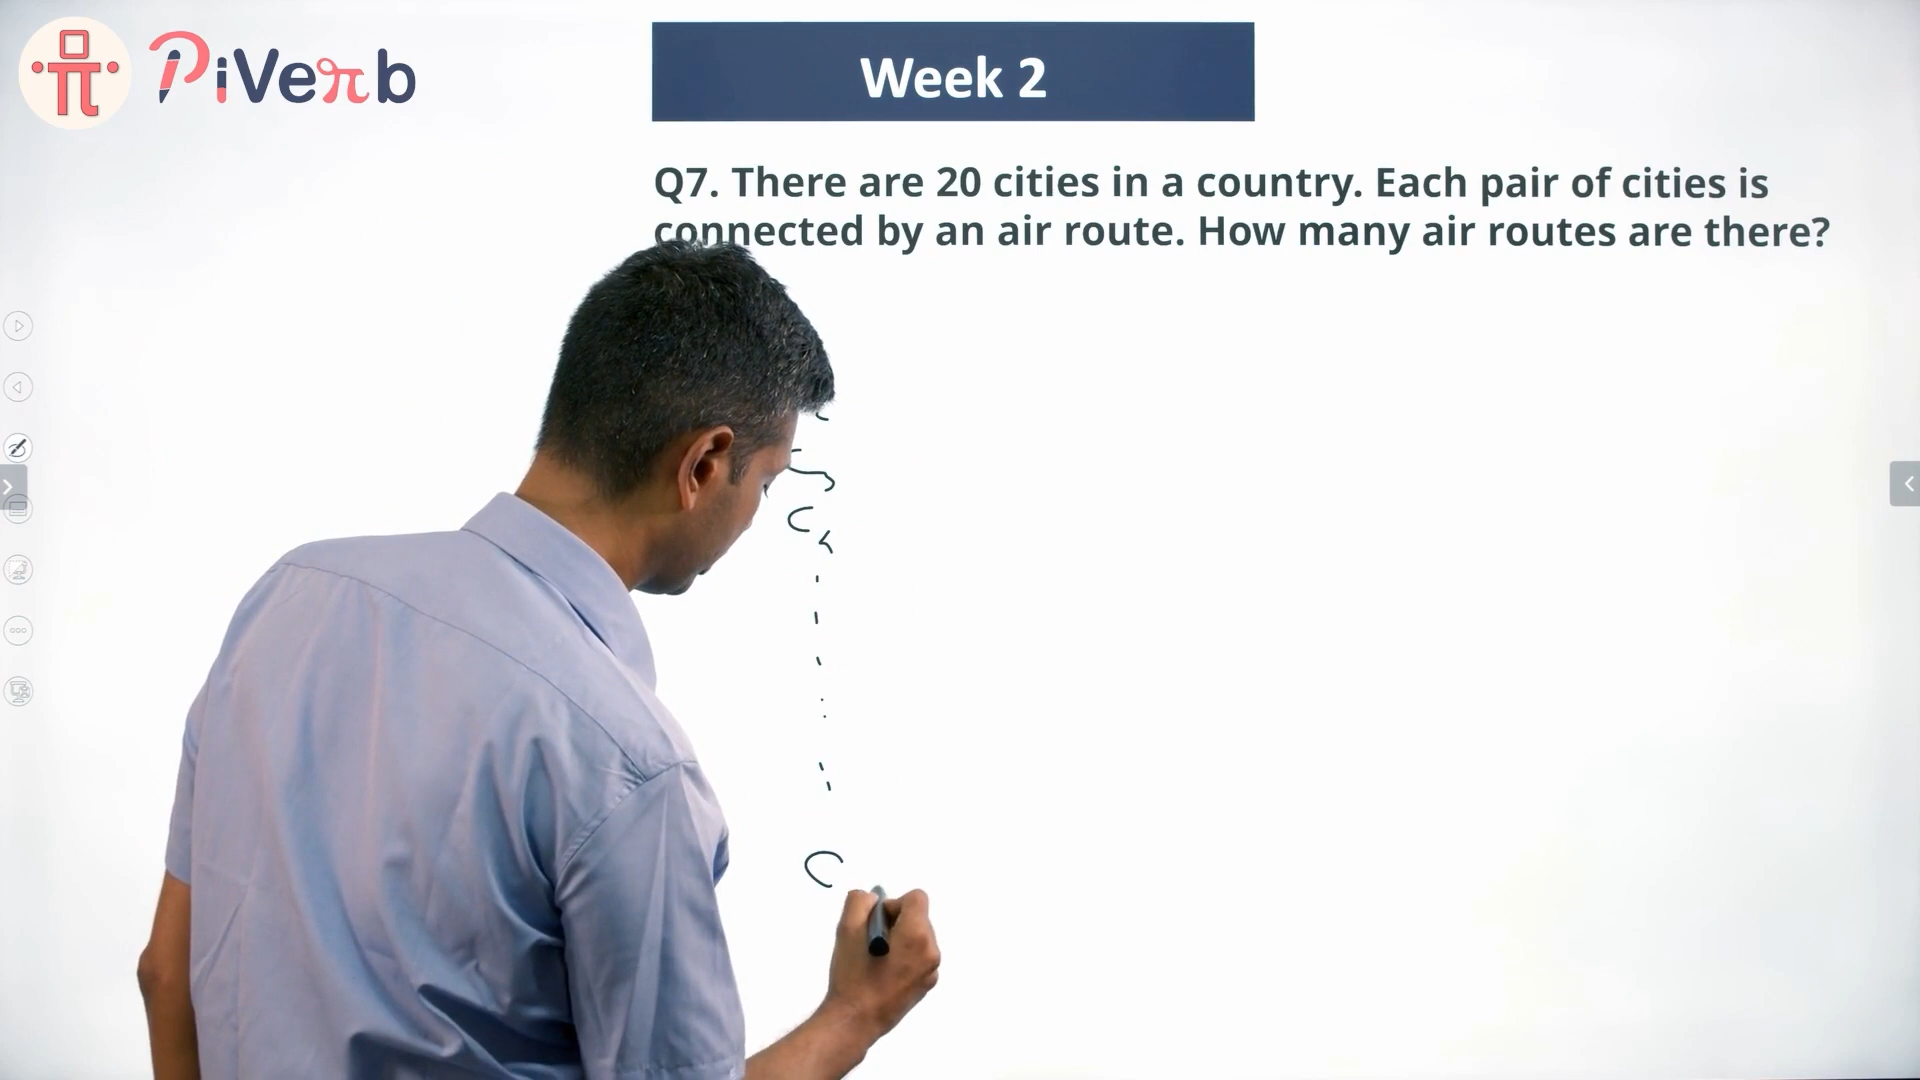 PiVerb
Week 2
Q7. There are 20 cities in a country. Each pair of cities is
connected by an air route. How many air routes are there?
C
C